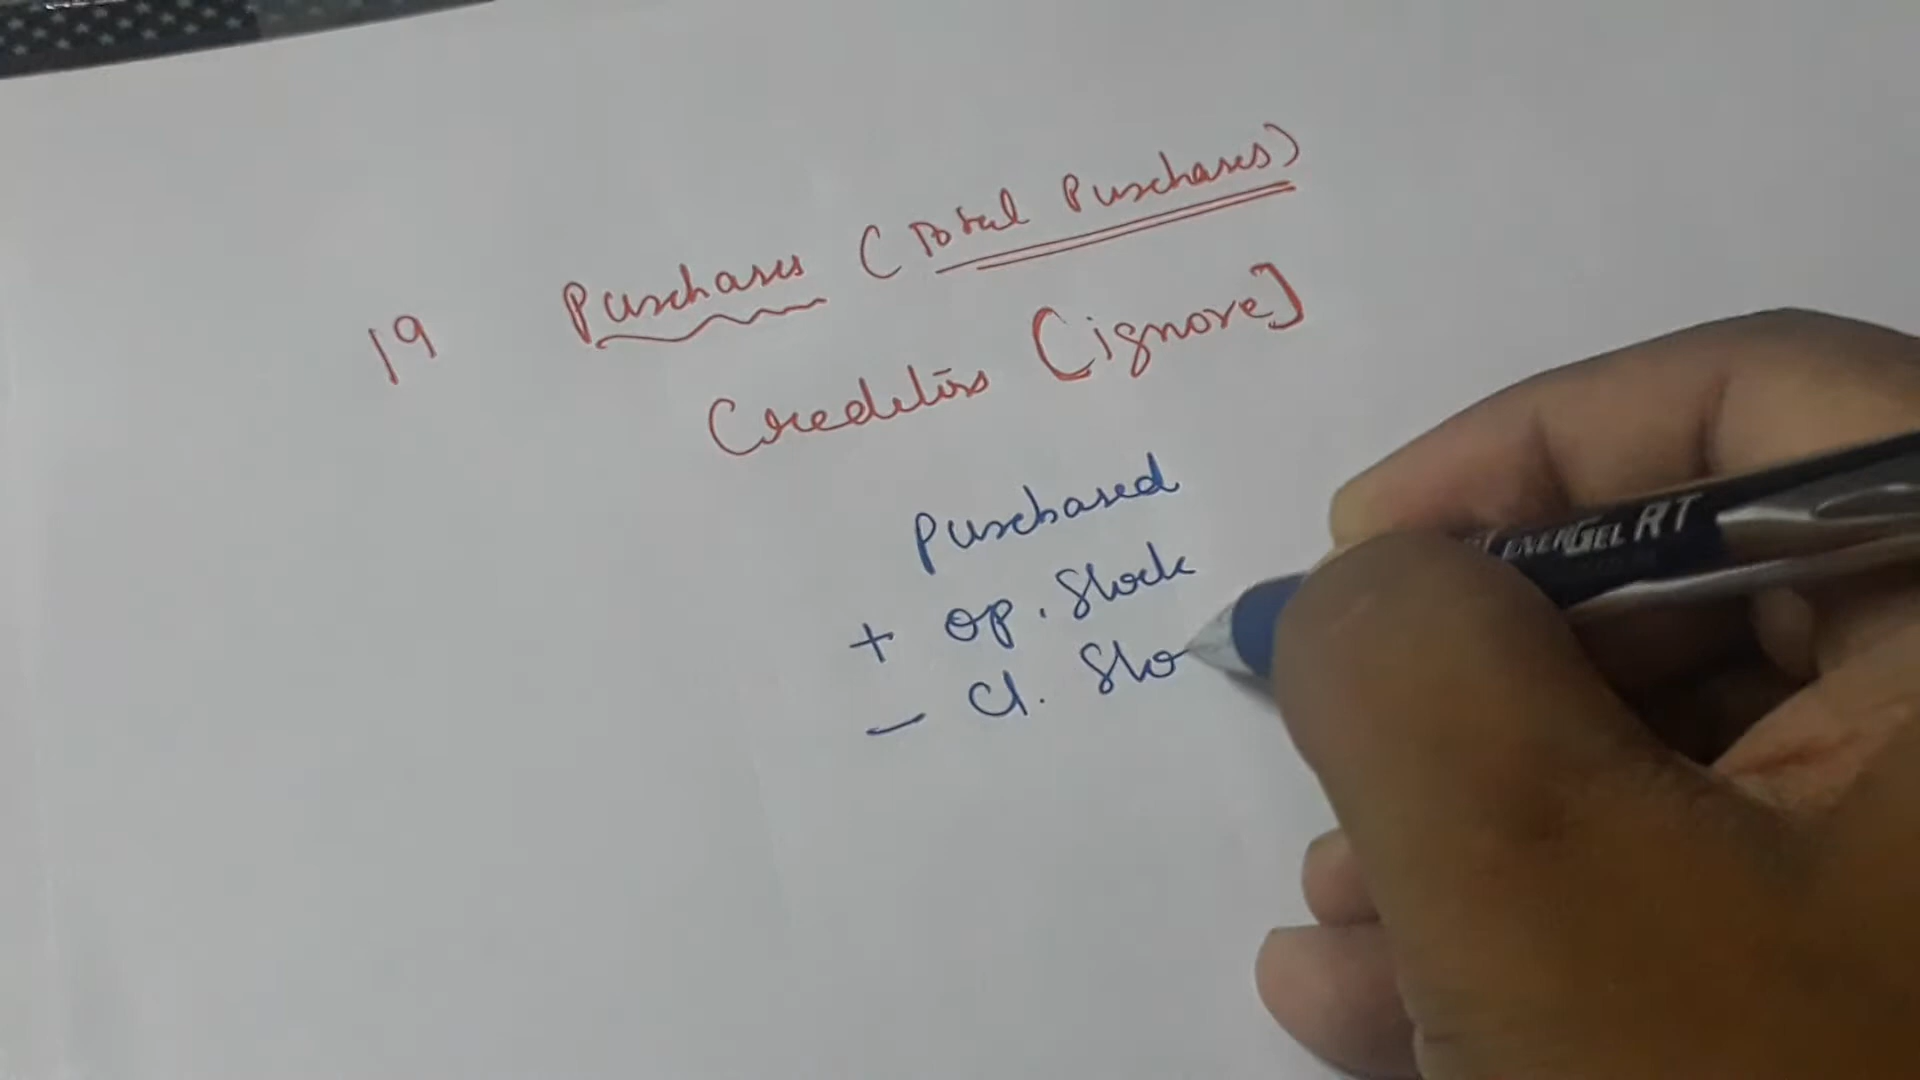 19 Purchases (Total Purchases)
Creditors (ignore]
Purchased
+ op. Stock
- Cl. Sto
ENERGEL RT